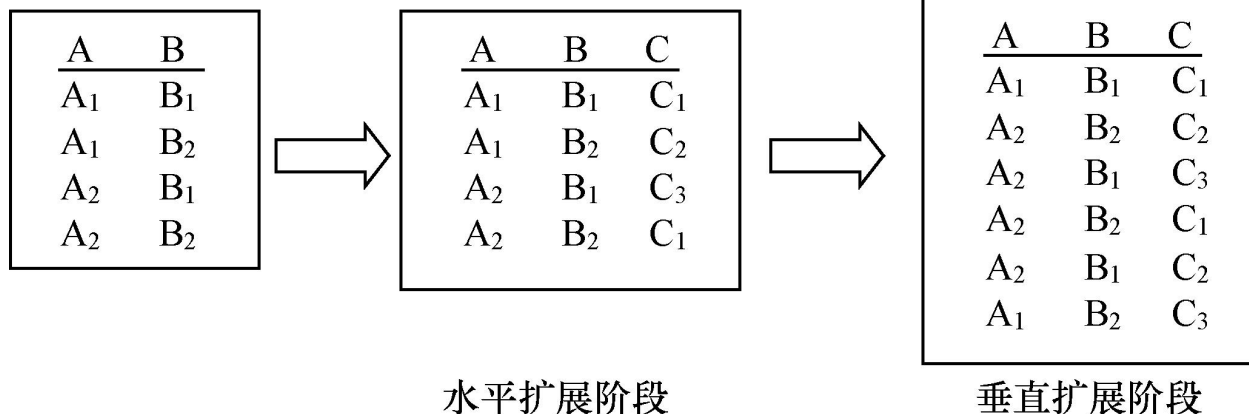 A B
A₁ B₁
A₁ B₂
A₂ B₁
A₂ B₂
A B C
A₁ B₁ C₁
A₁ B₂ C₂
A₂ B₁ C₃
A₂ B₂ C₁
水平扩展阶段
A B C
A₁ B₁ C₁
A₂ B₂ C₂
A₂ B₁ C₃
A₂ B₂ C₁
A₂ B₁ C₂
A₁ B₂ C₃
垂直扩展阶段